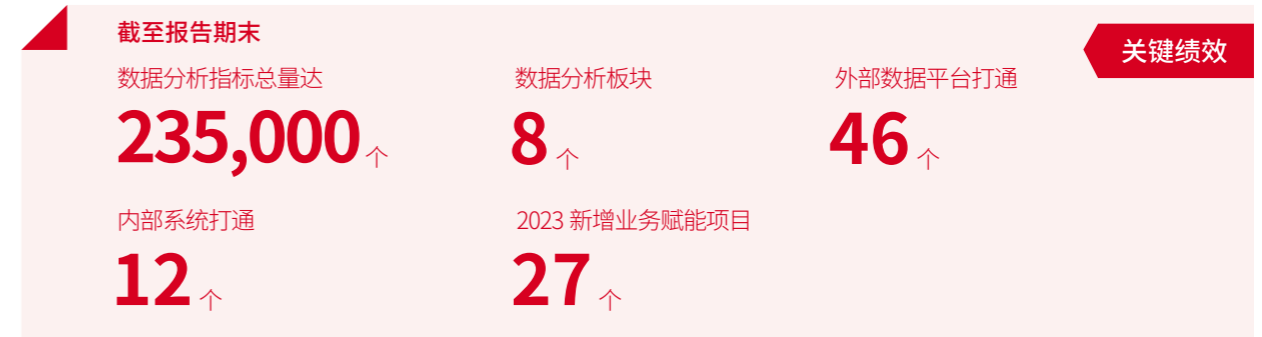 截至报告期末
关键绩效
数据分析指标总量达
235,000个
数据分析板块
8个
外部数据平台打通
46个
内部系统打通
12个
2023 新增业务赋能项目
27个